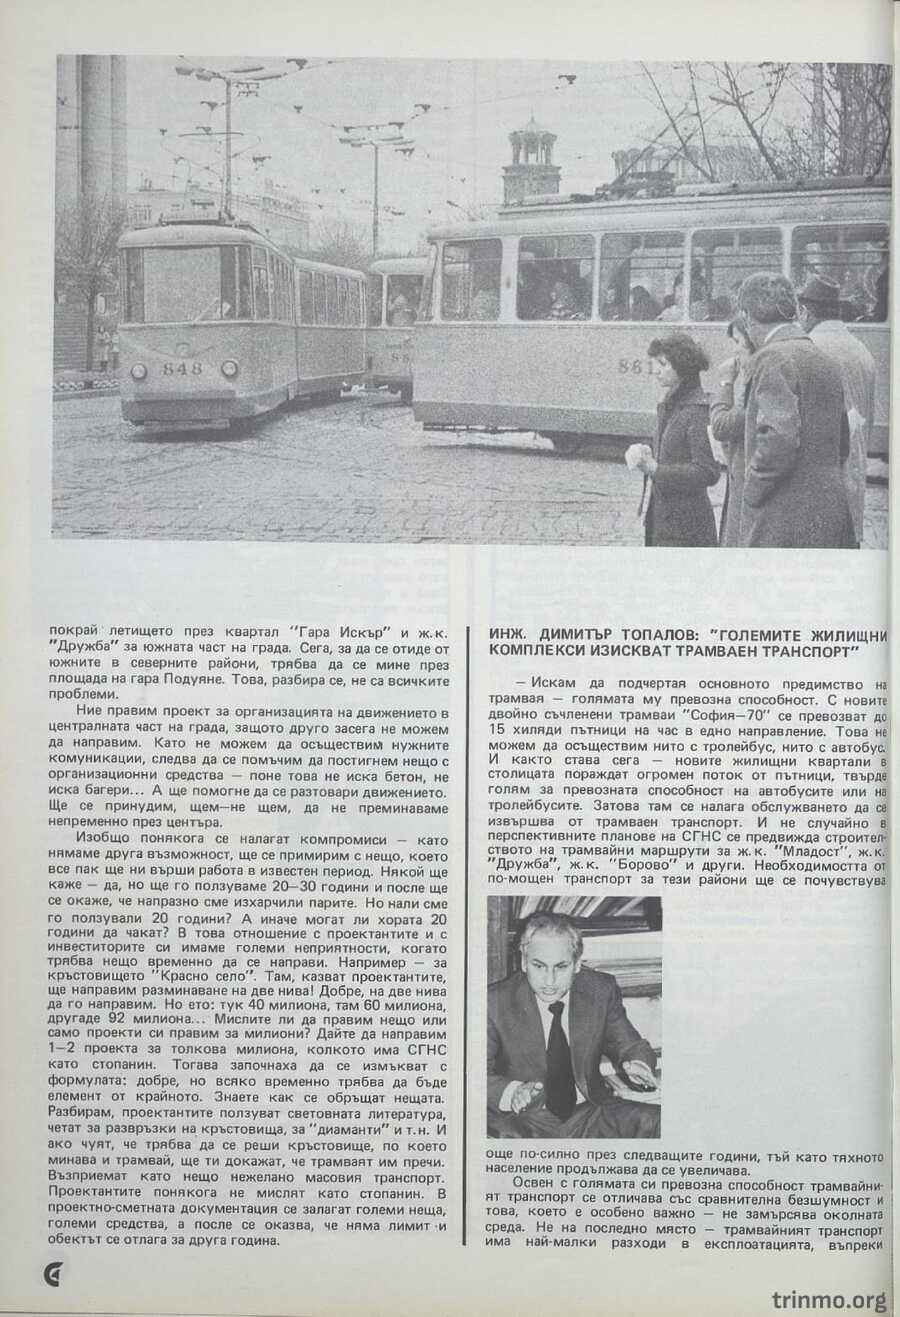 848
861
покрай летището през квартал "Гара Искър" и ж.к.
"Дружба" за южната част на града. Сега, за да се отиде от
южните в северните райони, трябва да се мине през
площада на гара Подуяне. Това, разбира се, не са всичките
проблеми.
Ние правим проект за организацията на движението в
централната част на града, защото друго засега не можем
да направим. Като не можем да осъществим нужните
комуникации, следва да се помъчим да постигнем нещо с
организационни средства — поне това не иска бетон, не
иска багери... А ще помогне да се разтовари движението.
Ще се принудим, щем—не щем, да не преминаваме
непременно през центъра.
Изобщо понякога се налагат компромиси — като
нямаме друга възможност, ще се примирим с нещо, което
все пак ще ни върши работа в известен период. Някой ще
каже — да, но ще го ползуваме 20—30 години и после ще
се окаже, че напразно сме изхарчили парите. Но нали сме
го ползували 20 години? А иначе могат ли хората 20
години да чакат? В това отношение с проектантите и с
инвеститорите си имаме големи неприятности, когато
трябва нещо временно да се направи. Например — за
кръстовището "Красно село". Там, казват проектантите,
ще направим разминаване на две нива! Добре, на две нива
да го направим. Но ето: тук 40 милиона, там 60 милиона,
другаде 92 милиона... Мислите ли да правим нещо или
само проекти си правим за милиони? Дайте да направим
1—2 проекта за толкова милиона, колкото има СГНС
като стопанин. Тогава започнаха да се измъкват с
формулата: добре, но всяко временно трябва да бъде
елемент от крайното. Знаете как се обръщат нещата.
Разбирам, проектантите ползуват световната литература,
четат за развръзки на кръстовища, за "диаманти" и т.н. И
ако чуят, че трябва да се реши кръстовище, по което
минава и трамвай, ще ти докажат, че трамваят им пречи.
Възприемат като нещо нежелано масовия транспорт.
Проектантите понякога не мислят като стопанин. В
проектно-сметната документация се залагат големи неща,
големи средства, а после се оказва, че няма лимит и
обектът се отлага за друга година.
ИНЖ. ДИМИТЪР ТОПАЛОВ: "ГОЛЕМИТЕ ЖИЛИЩНИ
КОМПЛЕКСИ ИЗИСКВАТ ТРАМВАЕН ТРАНСПОРТ"
— Искам да подчертая основното предимство на
трамвая — голямата му превозна способност. С новите
двойно съчленени трамваи "София—70" се превозват до
15 хиляди пътници на час в едно направление. Това не
можем да осъществим нито с тролейбус, нито с автобус.
И както става сега — новите жилищни квартали в
столицата пораждат огромен поток от пътници, твърде
голям за превозната способност на автобусите или на
тролейбусите. Затова там се налага обслужването да се
извършва от трамваен транспорт. И не случайно в
перспективните планове на СГНС се предвижда строител-
ството на трамвайни маршрути за ж.к. "Младост", ж.к.
"Дружба", ж.к. "Борово" и други. Необходимостта от
по-мощен транспорт за тези райони ще се почувствува
още по-силно през следващите години, тъй като тяхното
население продължава да се увеличава.
Освен с голямата си превозна способност трамвайни-
ят транспорт се отличава със сравнителна безшумност и
това, което е особено важно — не замърсява околната
среда. Не на последно място — трамвайният транспорт
има най-малки разходи в експлоатацията, въпреки
trinmo.org